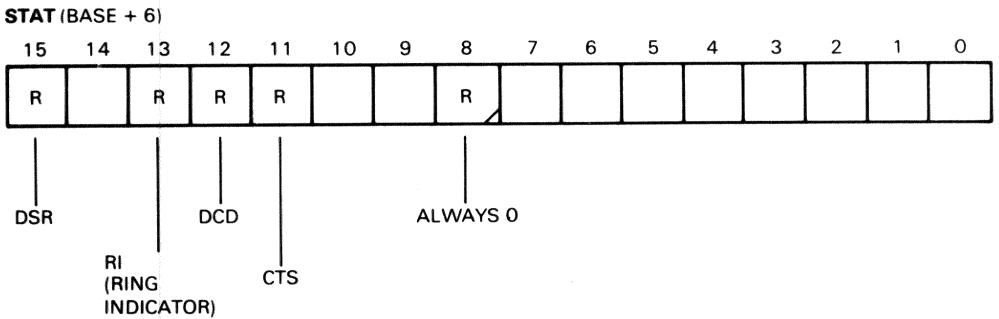 STAT (BASE + 6)
15 14 13 12 11 10 9 8 7 6 5 4 3 2 1 0
R R R R R
DSR DCD ALWAYS 0
RI
(RING
INDICATOR)
CTS